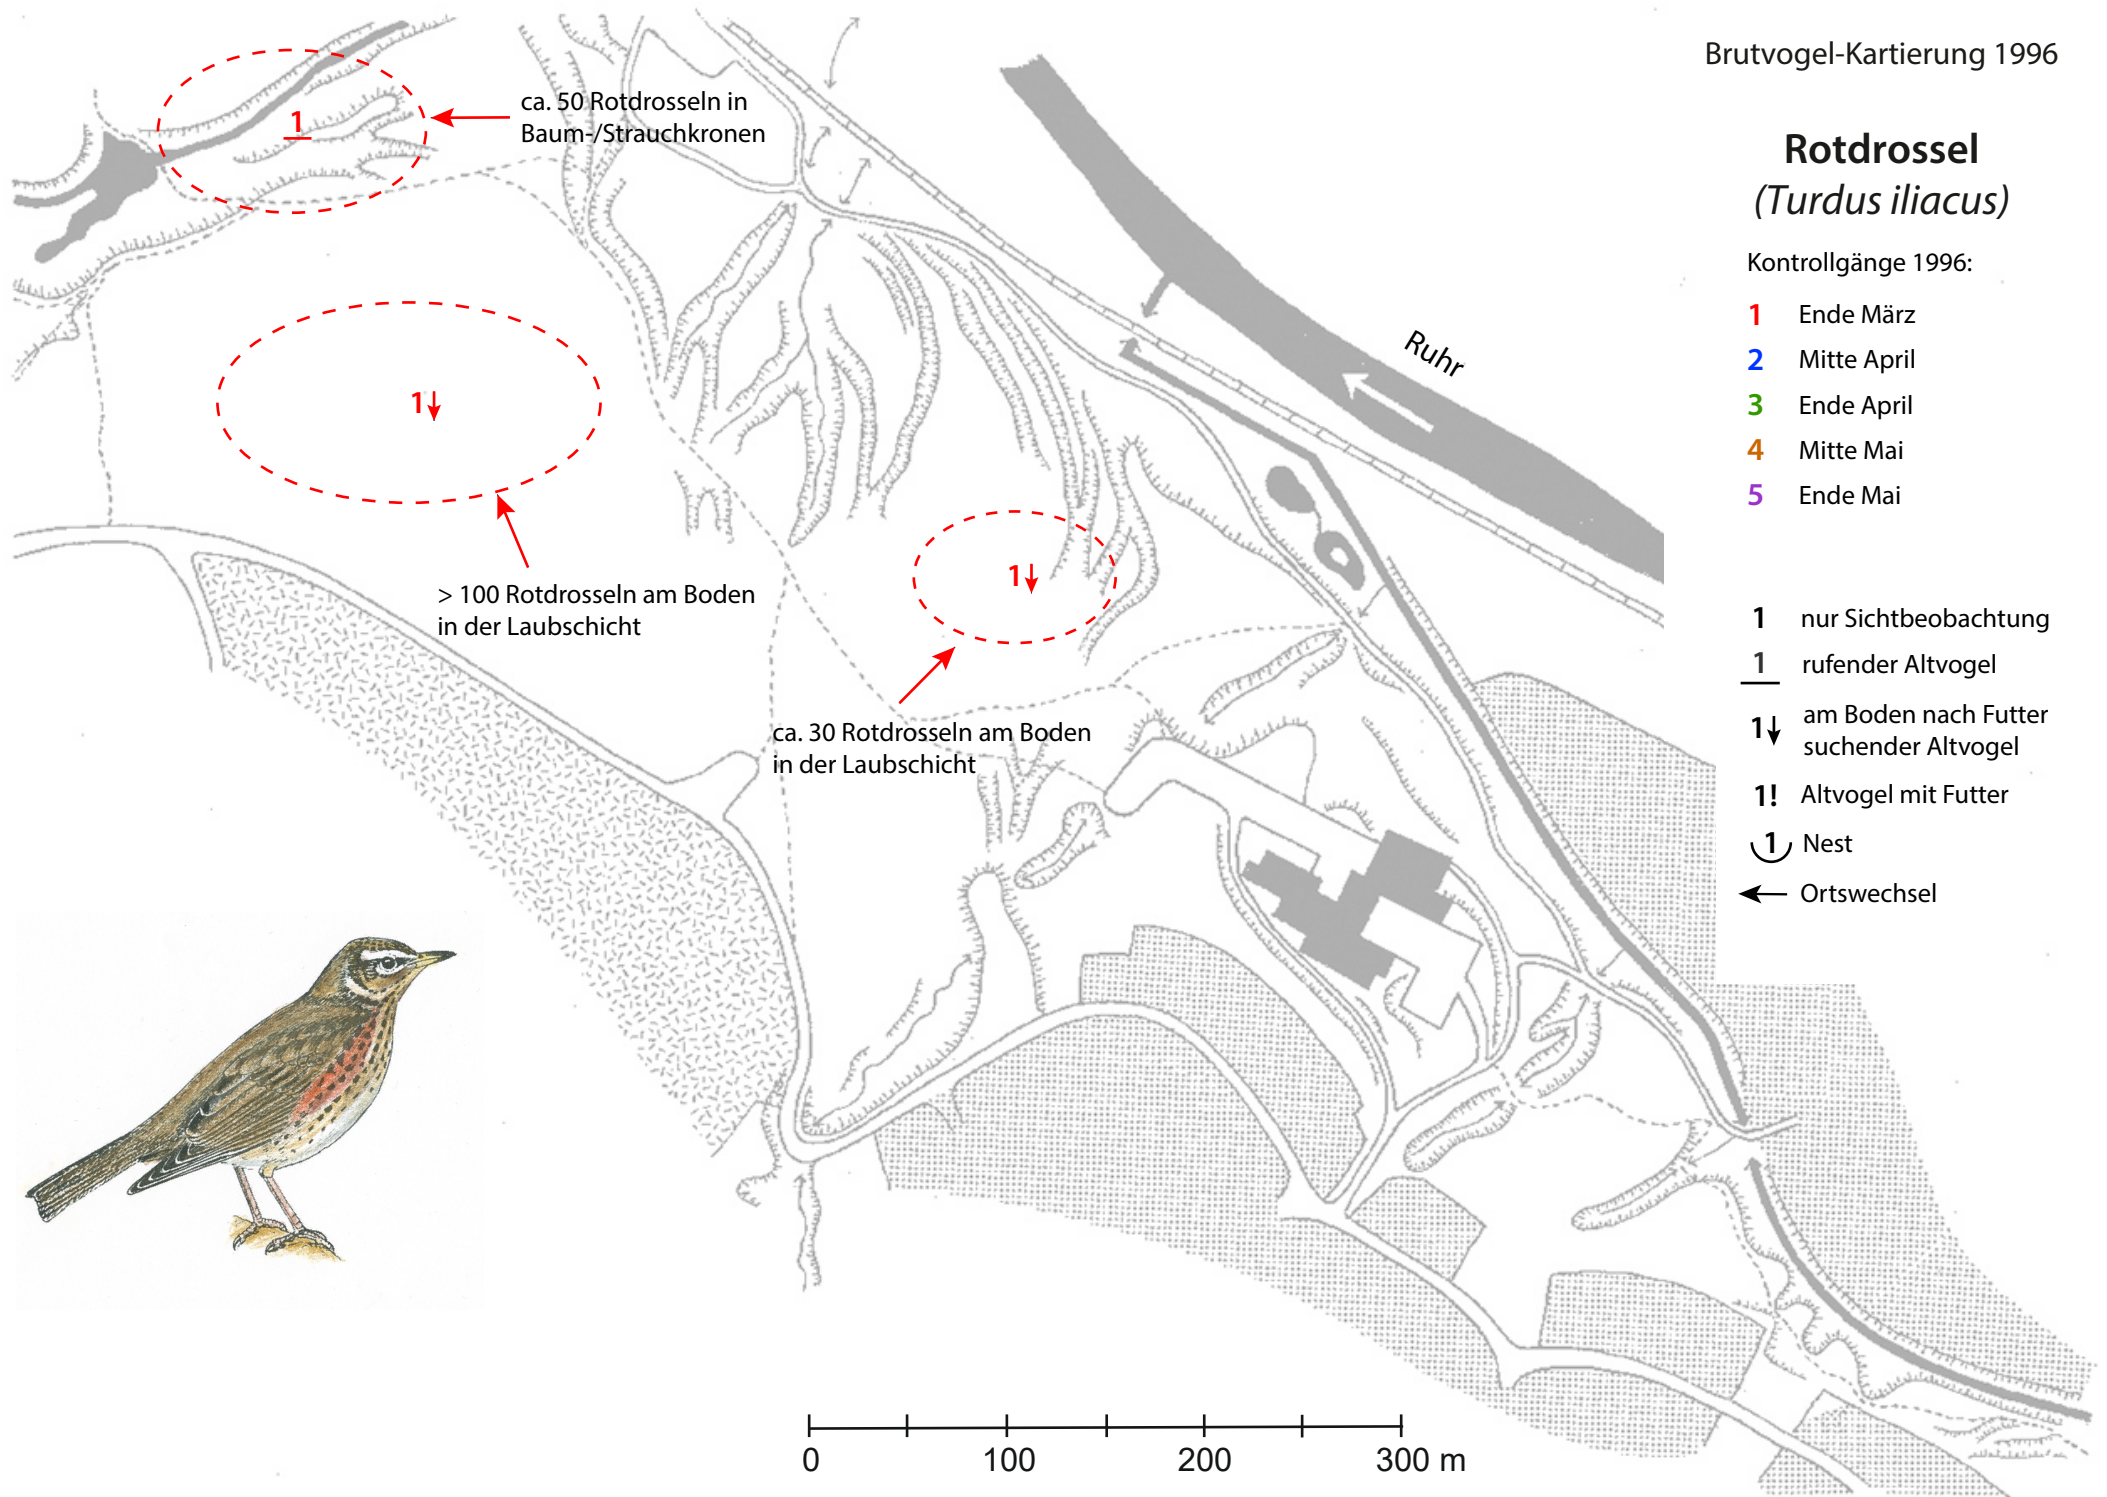 Brutvogel-Kartierung 1996
Rotdrossel
(Turdus iliacus)
Kontrollgänge 1996:
1 Ende März
2 Mitte April
3 Ende April
4 Mitte Mai
5 Ende Mai
1 nur Sichtbeobachtung
1 rufender Altvogel
1 am Boden nach Futter
suchender Altvogel
1! Altvogel mit Futter
1 Nest
Ortswechsel
1
ca. 50 Rotdrosseln in
Baum-/Strauchkronen
Ruhr
1
> 100 Rotdrosseln am Boden
in der Laubschicht
1
ca. 30 Rotdrosseln am Boden
in der Laubschicht
0 100 200 300 m